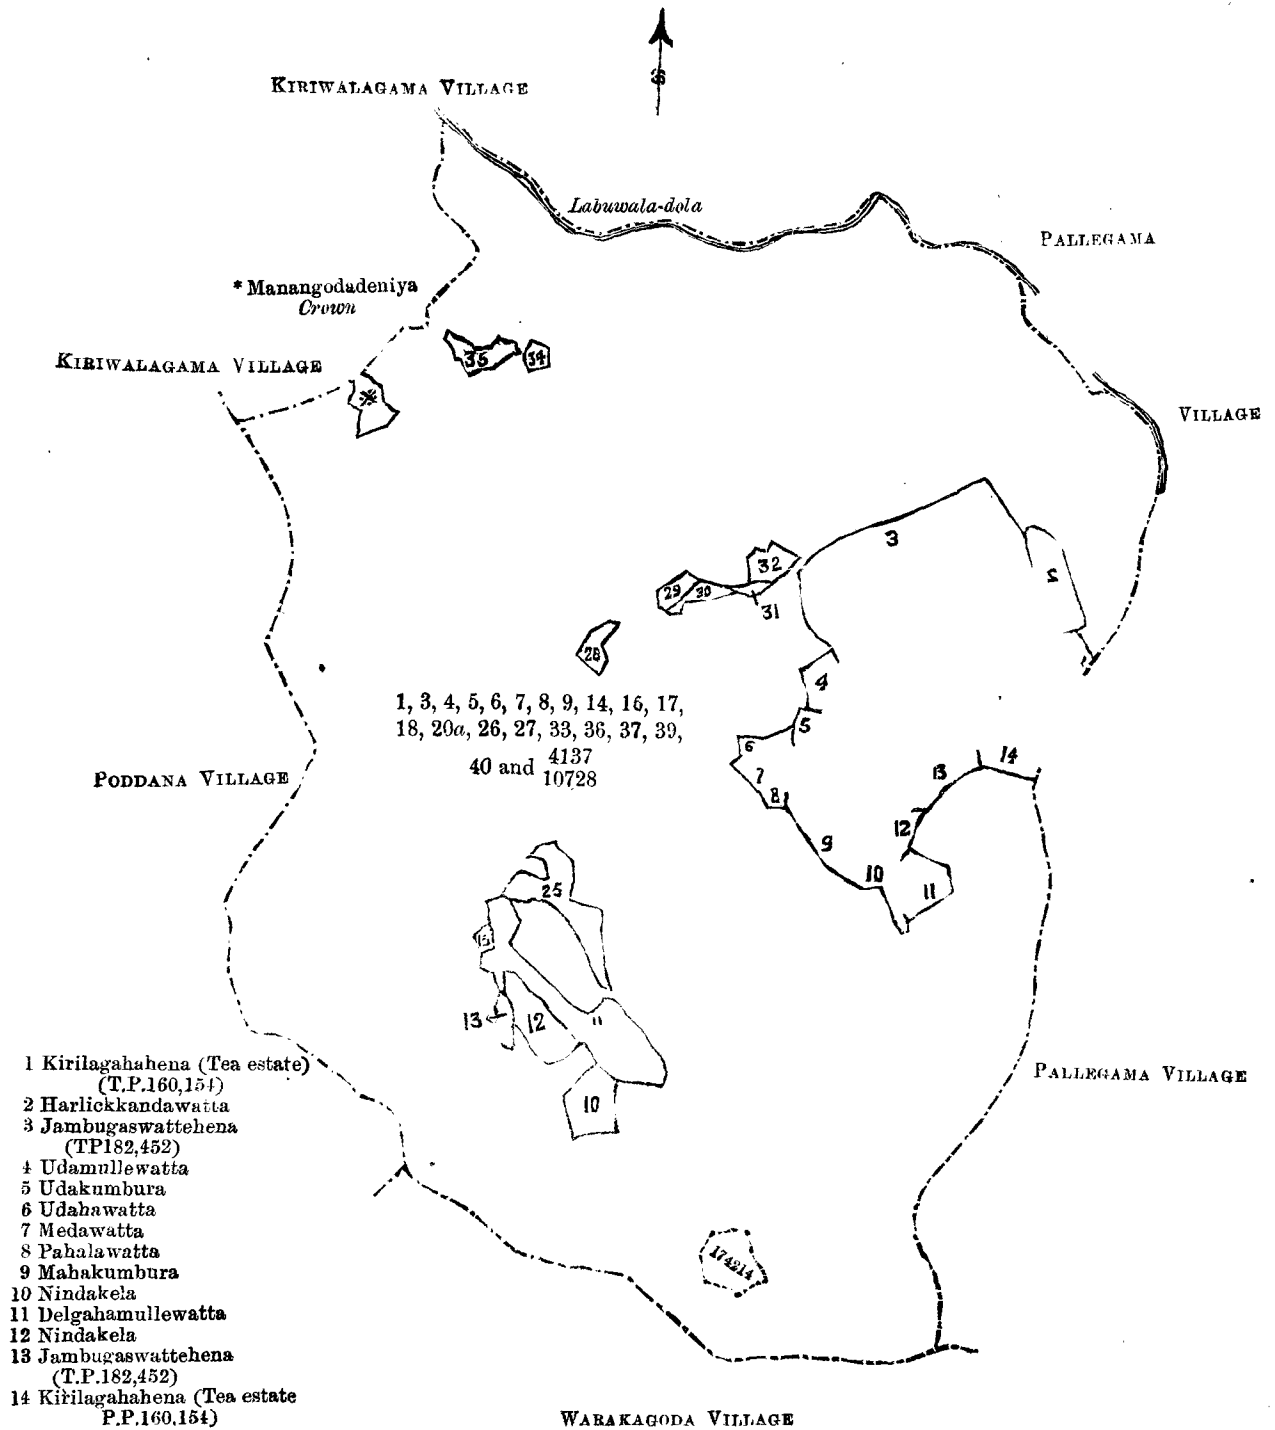 KIRIWALAGAMA VILLAGE
Labuwala-dola
PALLEGAMA
* Manangodadeniya
Crown
KIRIWALAGAMA VILLAGE
35
34
VILLAGE
3
32
29
30
31
28
4
1, 3, 4, 5, 6, 7, 8, 9, 14, 16, 17,
18, 20a, 26, 27, 33, 36, 37, 39,
40 and 4137
10728
5
6
7
8
PODDANA VILLAGE
14
13
12
9
10
11
25
15
13
12
11
10
PALLEGAMA VILLAGE
174214
1 Kirilagahahena (Tea estate)
(T.P.160,154)
2 Harlickkandawatta
3 Jambugaswattehena
(TP182,452)
4 Udamullewatta
5 Udakumbura
6 Udahawatta
7 Medawatta
8 Pahalawatta
9 Mahakumbura
10 Nindakela
11 Delgahamullewatta
12 Nindakela
13 Jambugaswattehena
(T.P.182,452)
14 Kirilagahahena (Tea estate
P.P.160,154)
WARAKAGODA VILLAGE